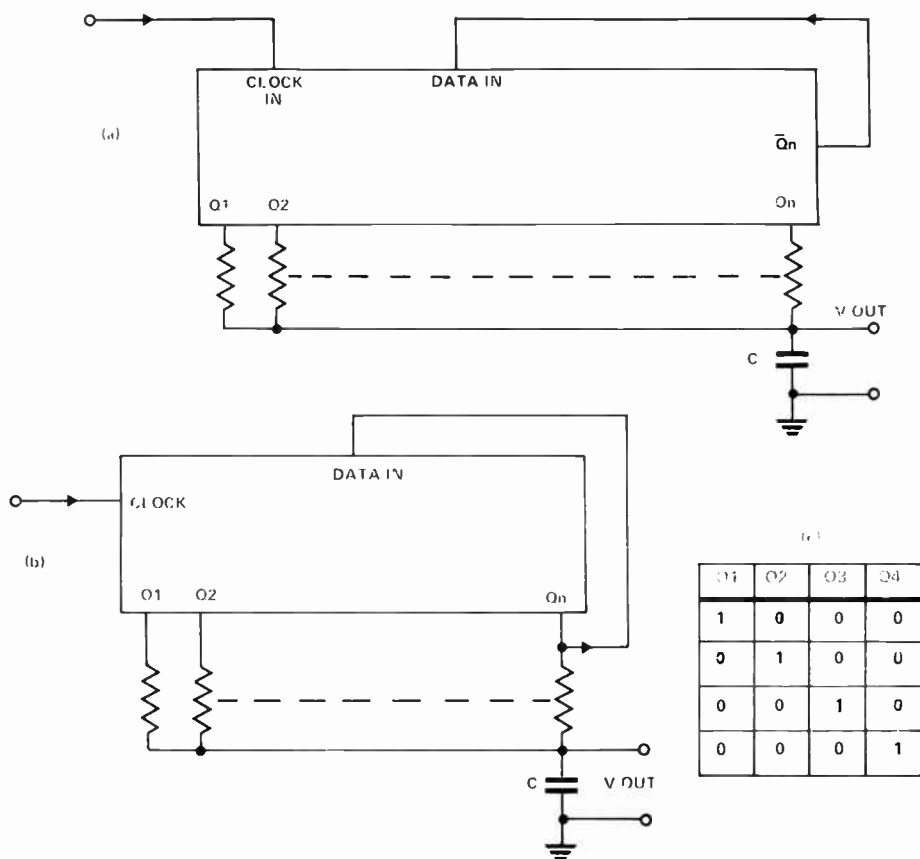 CLOCK
IN
DATA IN
(a)
Q̅n
Q1
Q2
Qn
V OUT
C
DATA IN
CLOCK
(b)
Q1
Q2
Qn
C
V OUT
(c)
Q1 Q2 Q3 Q4
1 0 0 0
0 1 0 0
0 0 1 0
0 0 0 1